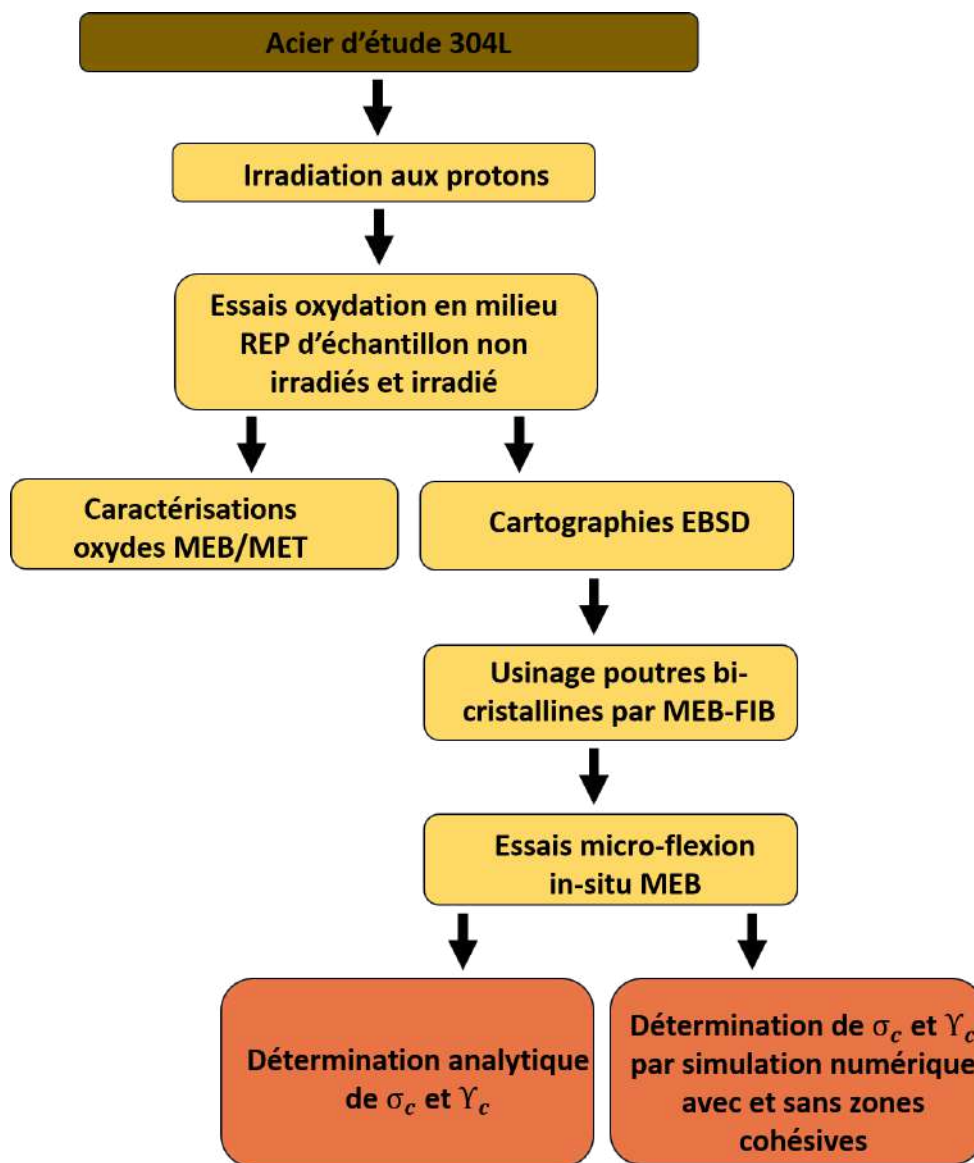 Acier d'étude 304L
Irradiation aux protons
Essais oxydation en milieu
REP d'échantillon non
irradiés et irradié
Caractérisations
oxydes MEB/MET
Cartographies EBSD
Usinage poutres bi-
cristallines par MEB-FIB
Essais micro-flexion
in-situ MEB
Détermination analytique
de σc et ϒc
Détermination de σc et ϒc
par simulation numérique
avec et sans zones
cohésives